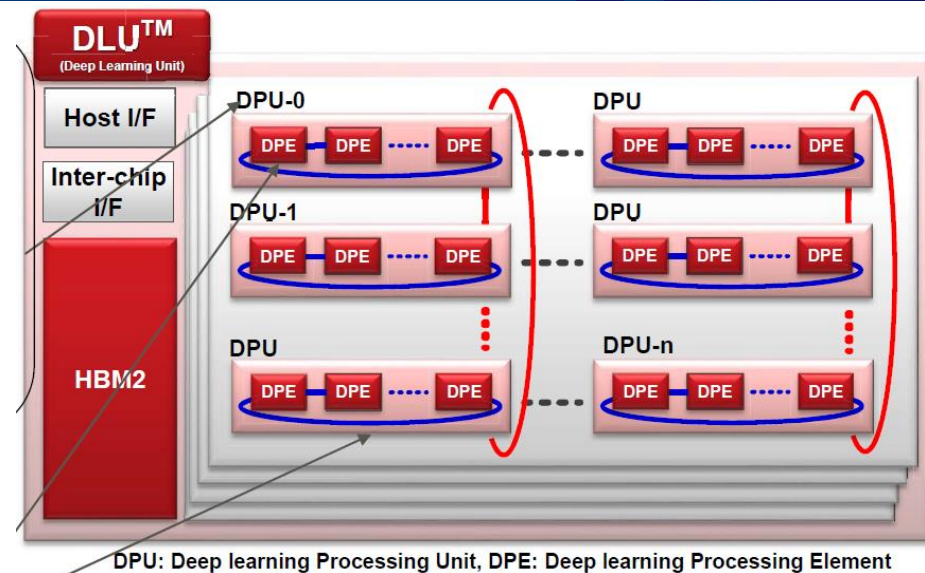 DLU™
(Deep Learning Unit)
Host I/F
Inter-chip
I/F
HBM2
DPU-0
DPE DPE DPE
DPU
DPE DPE DPE
DPU-1
DPE DPE DPE
DPU
DPE DPE DPE
DPU
DPE DPE DPE
DPU-n
DPE DPE DPE
DPU: Deep learning Processing Unit, DPE: Deep learning Processing Element